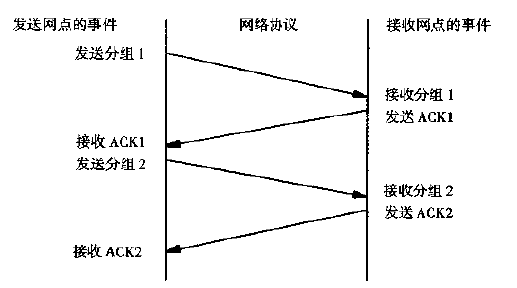 发送网点的事件 网络协议 接收网点的事件
发送分组 1
接收分组 1
发送 ACK1
接收 ACK1
发送分组 2
接收分组 2
发送 ACK2
接收 ACK2